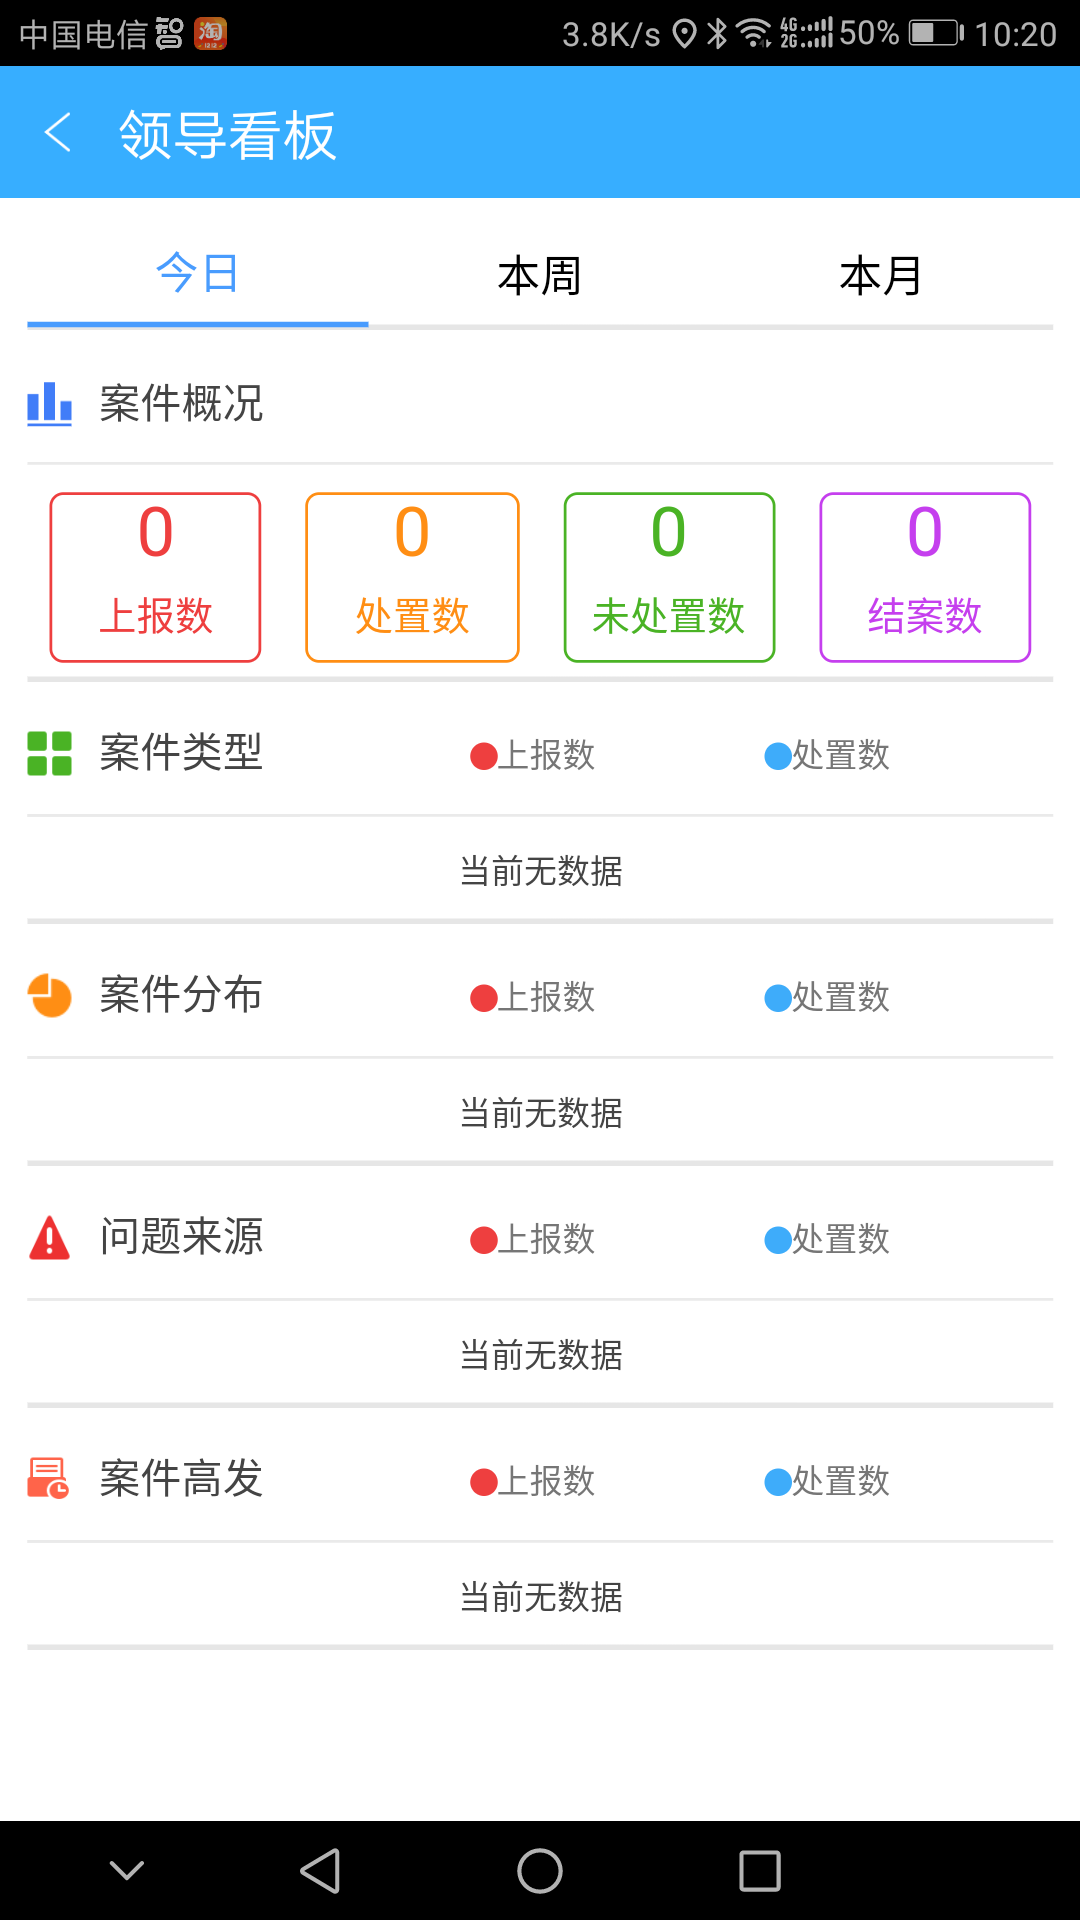 中国电信 智 淘 3.8K/s 4G 2G 50% 10:20
领导看板
今日 本周 本月
案件概况
0 0 0 0
上报数 处置数 未处置数 结案数
案件类型 上报数 处置数
当前无数据
案件分布 上报数 处置数
当前无数据
问题来源 上报数 处置数
当前无数据
案件高发 上报数 处置数
当前无数据